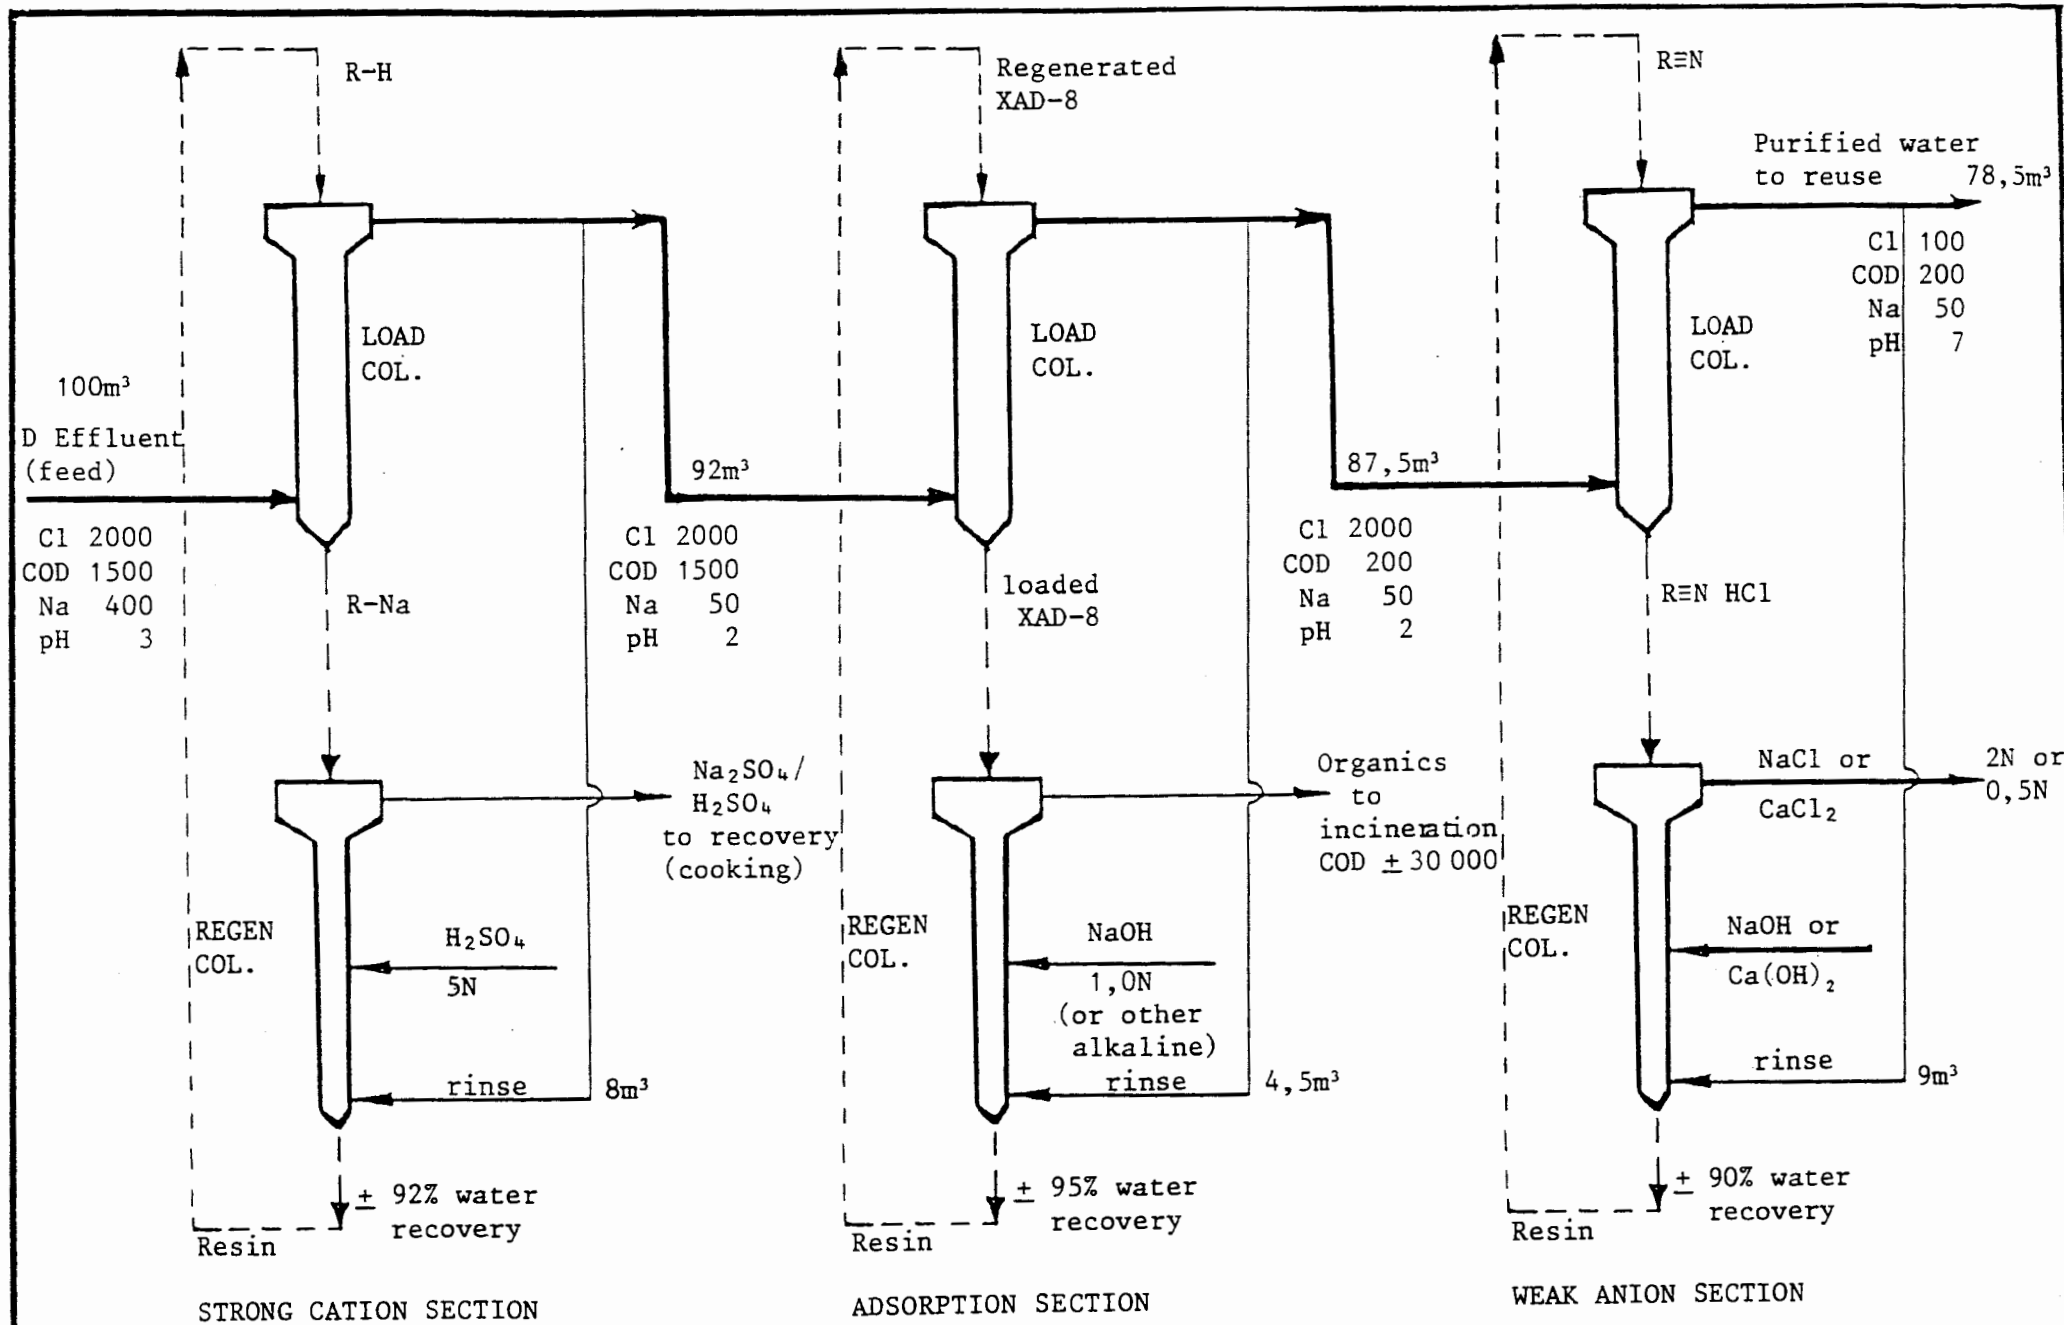 R-H
LOAD
COL.
100m³
D Effluent
(feed)
Cl 2000
COD 1500
Na 400
pH 3
R-Na
Na₂SO₄/
H₂SO₄
to recovery
(cooking)
REGEN
COL.
H₂SO₄
5N
rinse
8m³
± 92% water
recovery
Resin
STRONG CATION SECTION
Regenerated
XAD-8
LOAD
COL.
92m³
Cl 2000
COD 1500
Na 50
pH 2
loaded
XAD-8
Organics
to
incineration
COD ± 30 000
REGEN
COL.
NaOH
1,0N
(or other
alkaline)
rinse
4,5m³
± 95% water
recovery
Resin
ADSORPTION SECTION
R≡N
Purified water
to reuse 78,5m³
Cl 100
COD 200
Na 50
pH 7
LOAD
COL.
87,5m³
Cl 2000
COD 200
Na 50
pH 2
R≡N HCl
NaCl or
CaCl₂
2N or
0,5N
REGEN
COL.
NaOH or
Ca(OH)₂
rinse
9m³
± 90% water
recovery
Resin
WEAK ANION SECTION